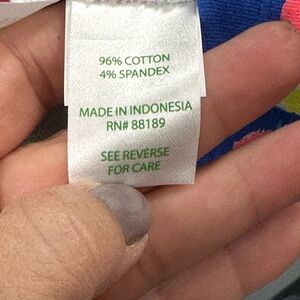 96% COTTON
4% SPANDEX
MADE IN INDONESIA
RN# 88189
SEE REVERSE
FOR CARE